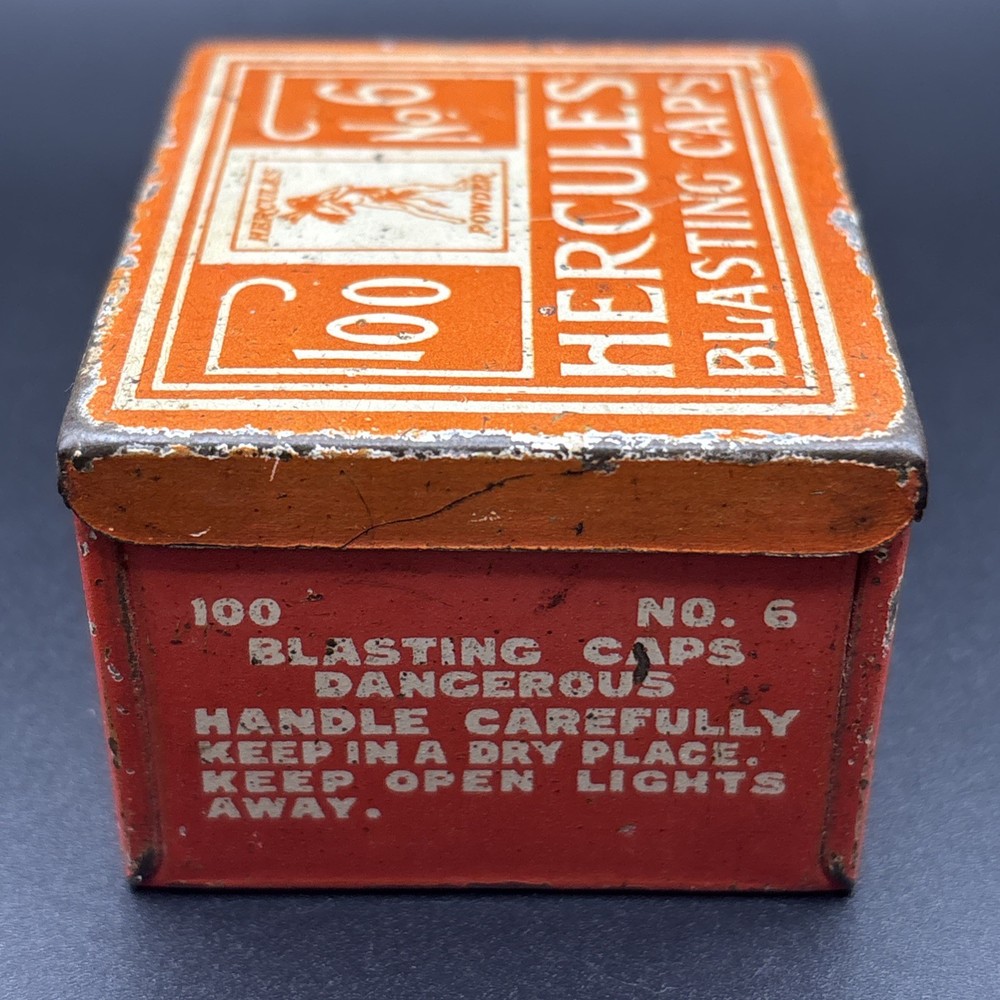 HERCULES
BLASTING CAPS
No. 6
HERCULES
POWDER
100
100 NO. 6
BLASTING CAPS
DANGEROUS
HANDLE CAREFULLY
KEEP IN A DRY PLACE.
KEEP OPEN LIGHTS
AWAY.